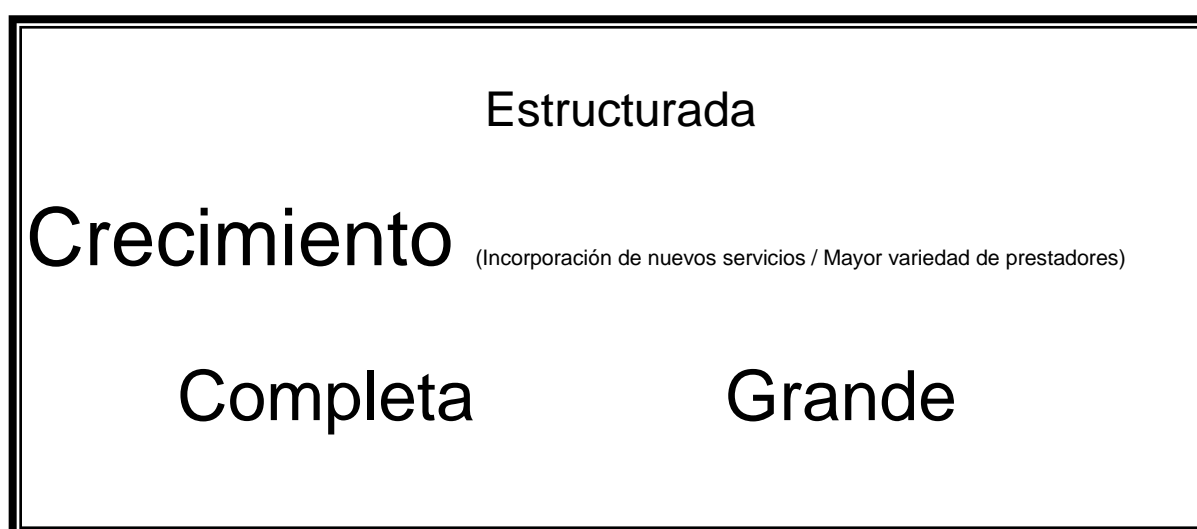 Estructurada
Crecimiento (Incorporación de nuevos servicios / Mayor variedad de prestadores)
Completa Grande